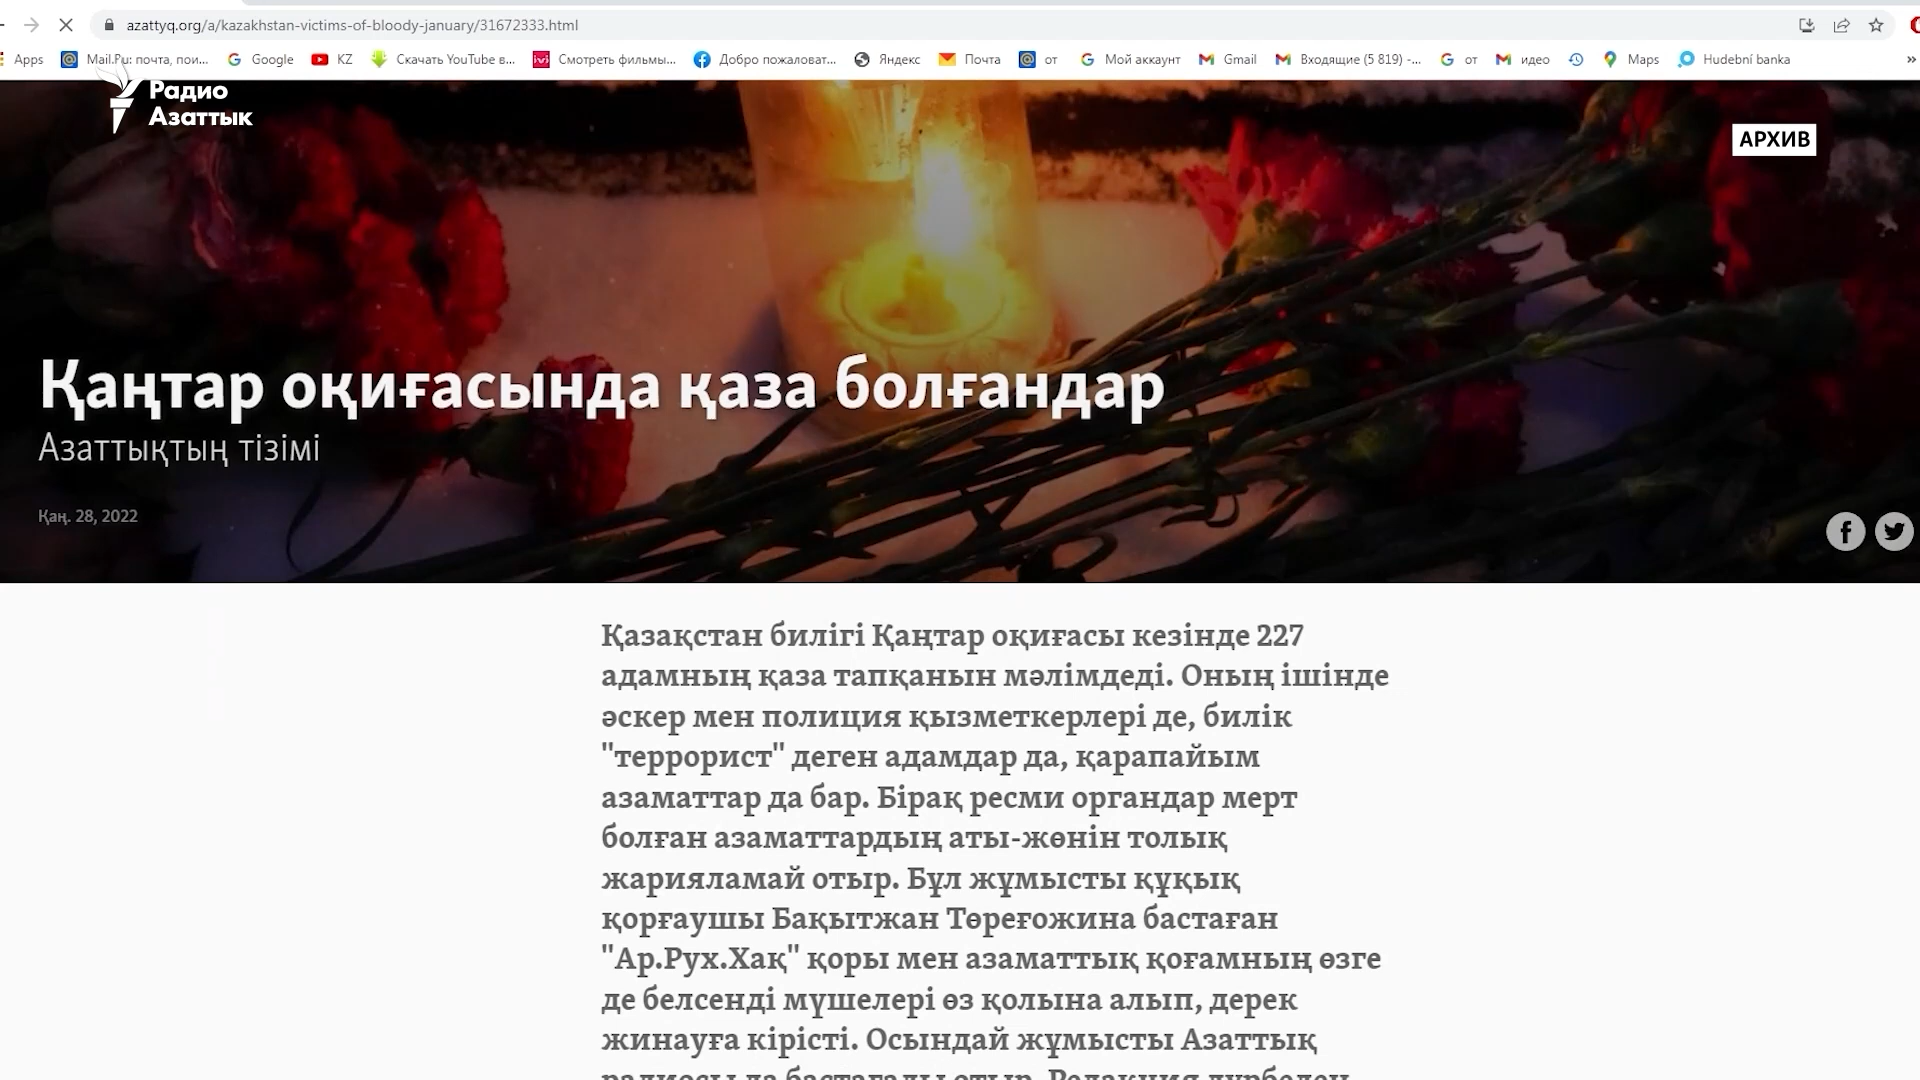 azattyq.org/a/kazakhstan-victims-of-bloody-january/31672333.html
Apps Mail.Ru: почта, пои... Google KZ Скачать YouTube в... Смотреть фильмы... Добро пожаловат... Яндекс Почта от Мой аккаунт Gmail Входящие (5 819) -... от идео Maps Hudební banka »
Радио
Азаттык
АРХИВ
Қаңтар оқиғасында қаза болғандар
Азаттықтың тізімі
Қаң. 28, 2022
Қазақстан билігі Қаңтар оқиғасы кезінде 227
адамның қаза тапқанын мәлімдеді. Оның ішінде
әскер мен полиция қызметкерлері де, билік
"террорист" деген адамдар да, қарапайым
азаматтар да бар. Бірақ ресми органдар мерт
болған азаматтардың аты-жөнін толық
жарияламай отыр. Бұл жұмысты құқық
қорғаушы Бақытжан Төреғожина бастаған
"Ар.Рух.Хақ" қоры мен азаматтық қоғамның өзге
де белсенді мүшелері өз қолына алып, дерек
жинауға кірісті. Осындай жұмысты Азаттық